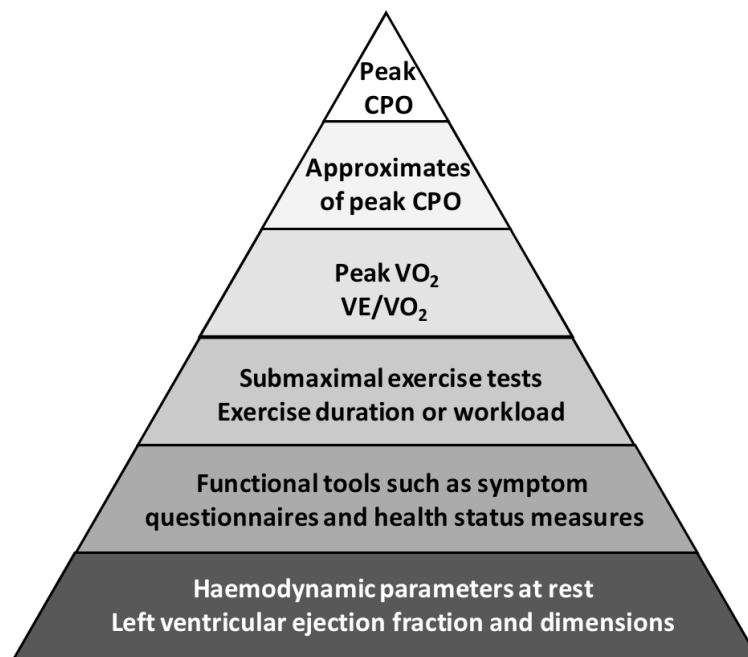 Peak
CPO
Approximates
of peak CPO
Peak VO₂
VE/VO₂
Submaximal exercise tests
Exercise duration or workload
Functional tools such as symptom
questionnaires and health status measures
Haemodynamic parameters at rest
Left ventricular ejection fraction and dimensions